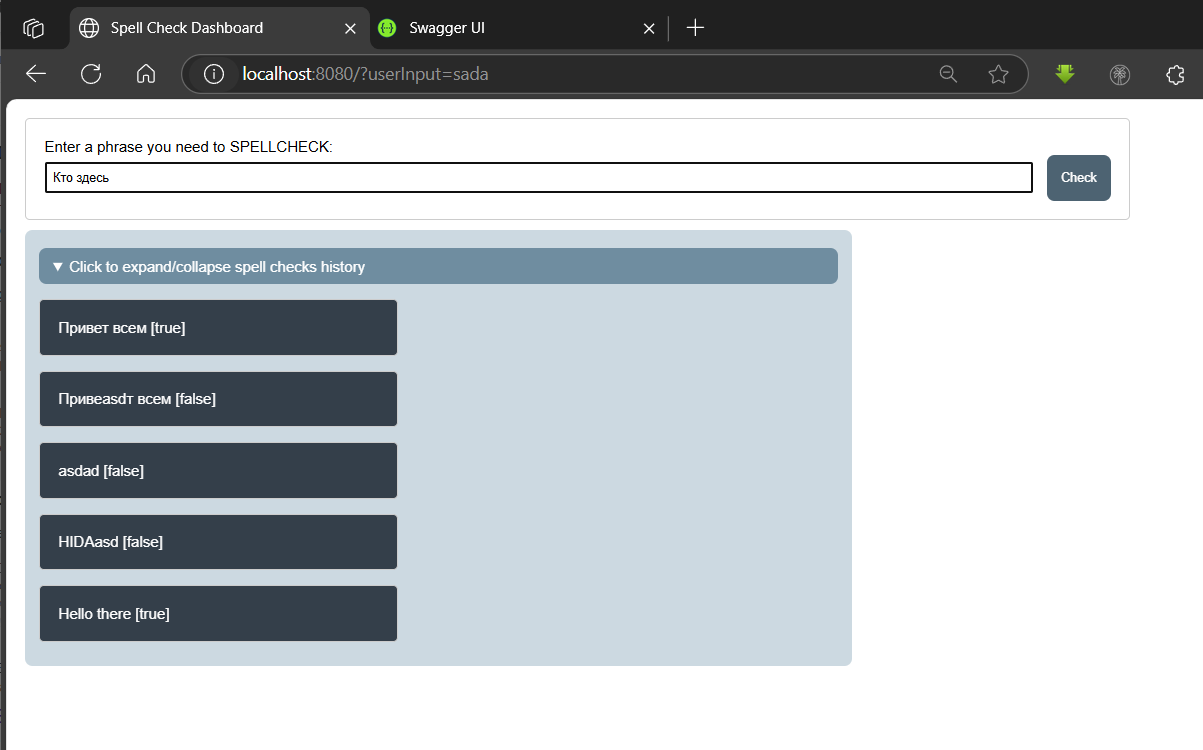 Spell Check Dashboard
Swagger UI
localhost:8080/?userInput=sada
Enter a phrase you need to SPELLCHECK:
Кто здесь
Check
▼ Click to expand/collapse spell checks history
Привет всем [true]
Привеasdт всем [false]
asdad [false]
HIDAasd [false]
Hello there [true]